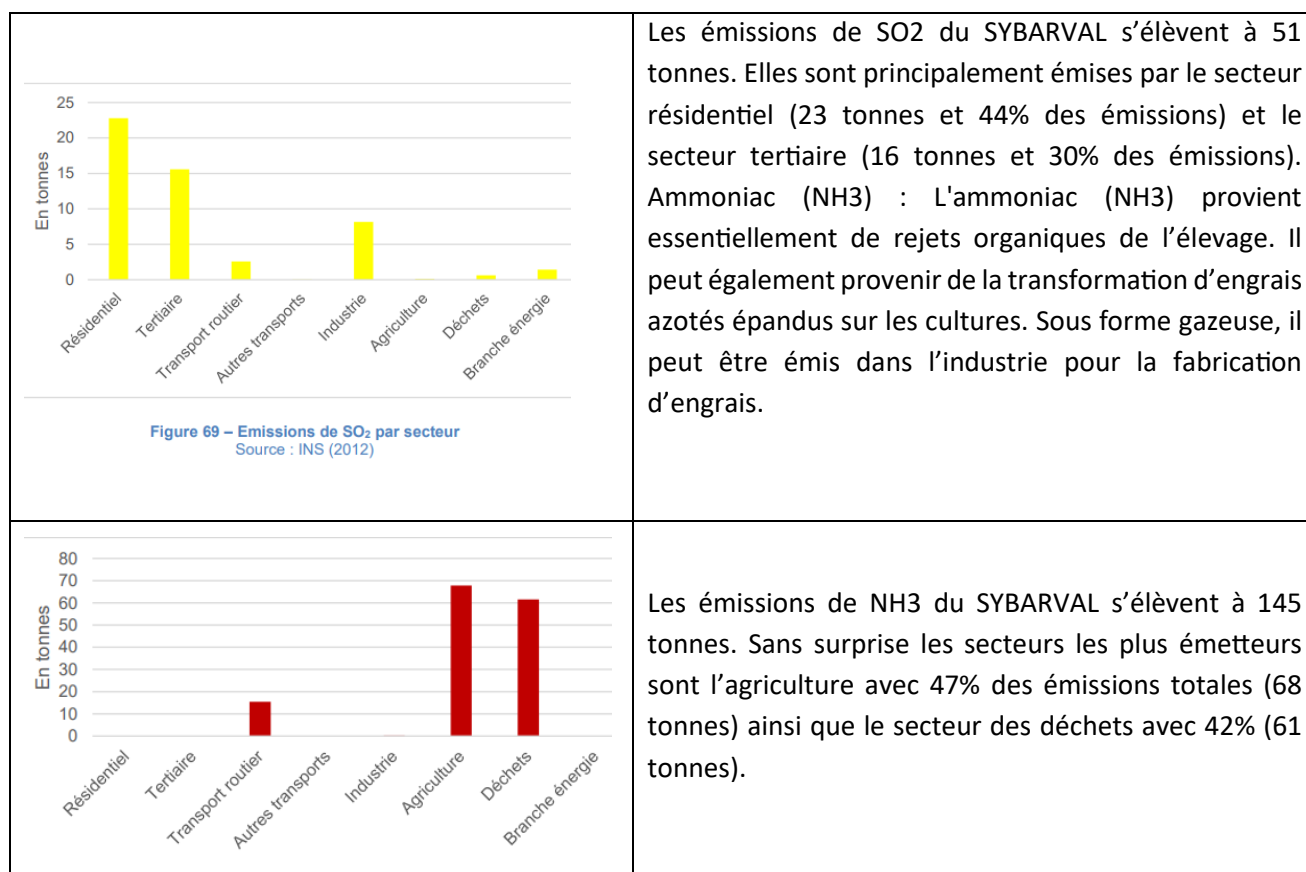 25
20
15
10
5
0
En tonnes
Résidentiel
Tertiaire
Transport routier
Autres transports
Industrie
Agriculture
Déchets
Branche énergie
Figure 69 – Emissions de SO₂ par secteur
Source : INS (2012)
Les émissions de SO2 du SYBARVAL s’élèvent à 51
tonnes. Elles sont principalement émises par le secteur
résidentiel (23 tonnes et 44% des émissions) et le
secteur tertiaire (16 tonnes et 30% des émissions).
Ammoniac (NH3) : L'ammoniac (NH3) provient
essentiellement de rejets organiques de l’élevage. Il
peut également provenir de la transformation d’engrais
azotés épandus sur les cultures. Sous forme gazeuse, il
peut être émis dans l’industrie pour la fabrication
d’engrais.
80
70
60
50
40
30
20
10
0
En tonnes
Résidentiel
Tertiaire
Transport routier
Autres transports
Industrie
Agriculture
Déchets
Branche énergie
Les émissions de NH3 du SYBARVAL s’élèvent à 145
tonnes. Sans surprise les secteurs les plus émetteurs
sont l’agriculture avec 47% des émissions totales (68
tonnes) ainsi que le secteur des déchets avec 42% (61
tonnes).